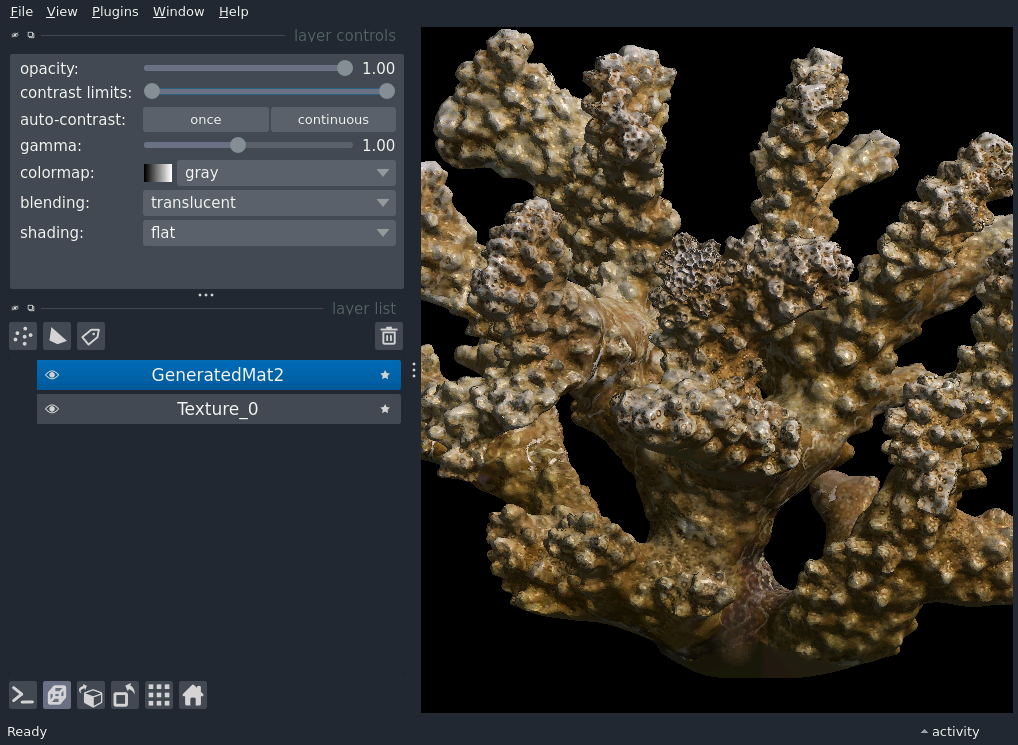 File View Plugins Window Help
layer controls
opacity: 1.00
contrast limits:
auto-contrast: once continuous
gamma: 1.00
colormap: gray
blending: translucent
shading: flat
layer list
GeneratedMat2
Texture_0
Ready activity